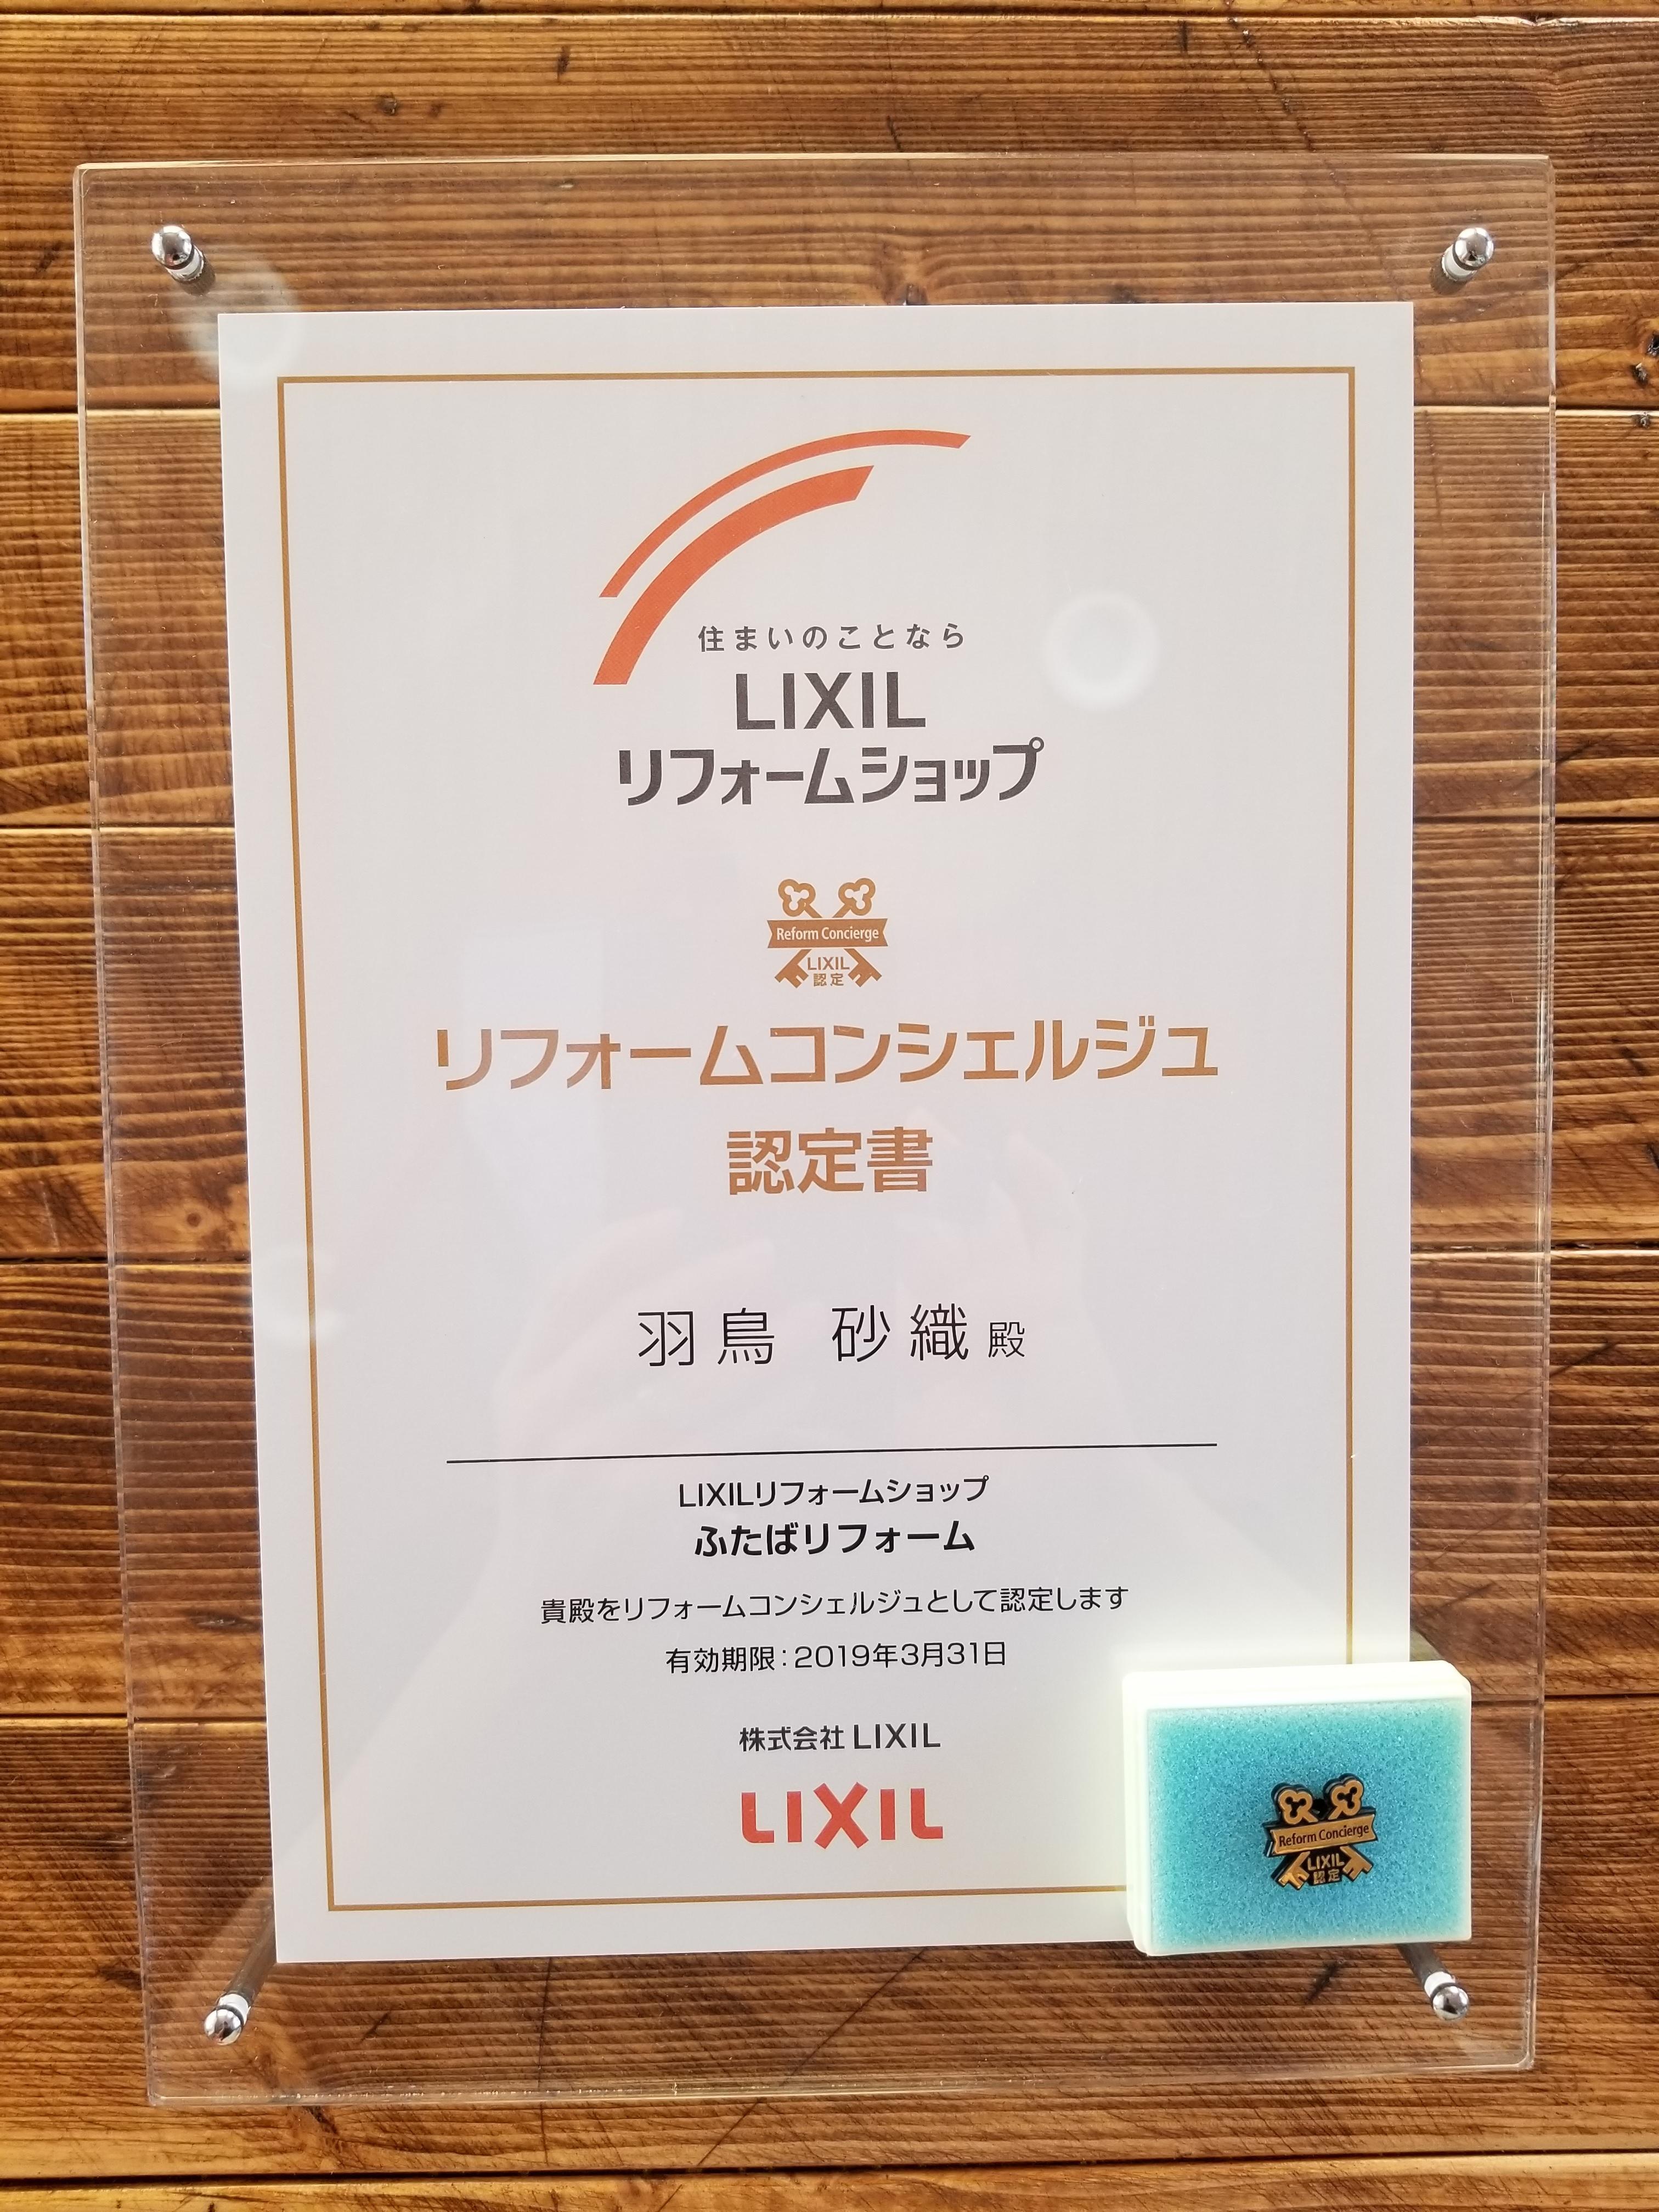 住まいのことなら
LIXIL
リフォームショップ
Reform Concierge
LIXIL
認定
リフォームコンシェルジュ
認定書
羽鳥 砂織 殿
LIXILリフォームショップ
ふたばリフォーム
貴殿をリフォームコンシェルジュとして認定します
有効期限：2019年3月31日
株式会社 LIXIL
LIXIL
Reform Concierge
LIXIL
認定